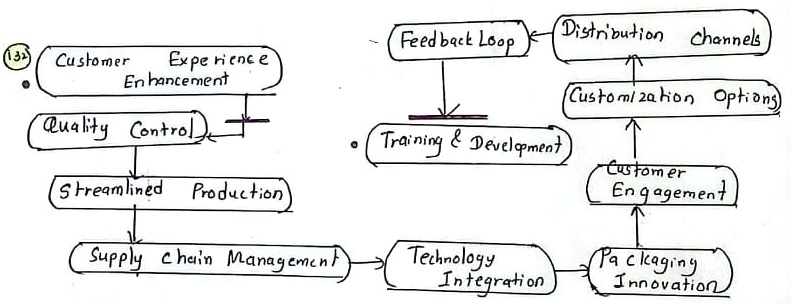 132
Customer Experience
Enhancement
Quality Control
Streamlined Production
Supply Chain Management
Technology
Integration
Packaging
Innovation
Customer
Engagement
Customization Options
Distribution Channels
Feedback Loop
Training & Development